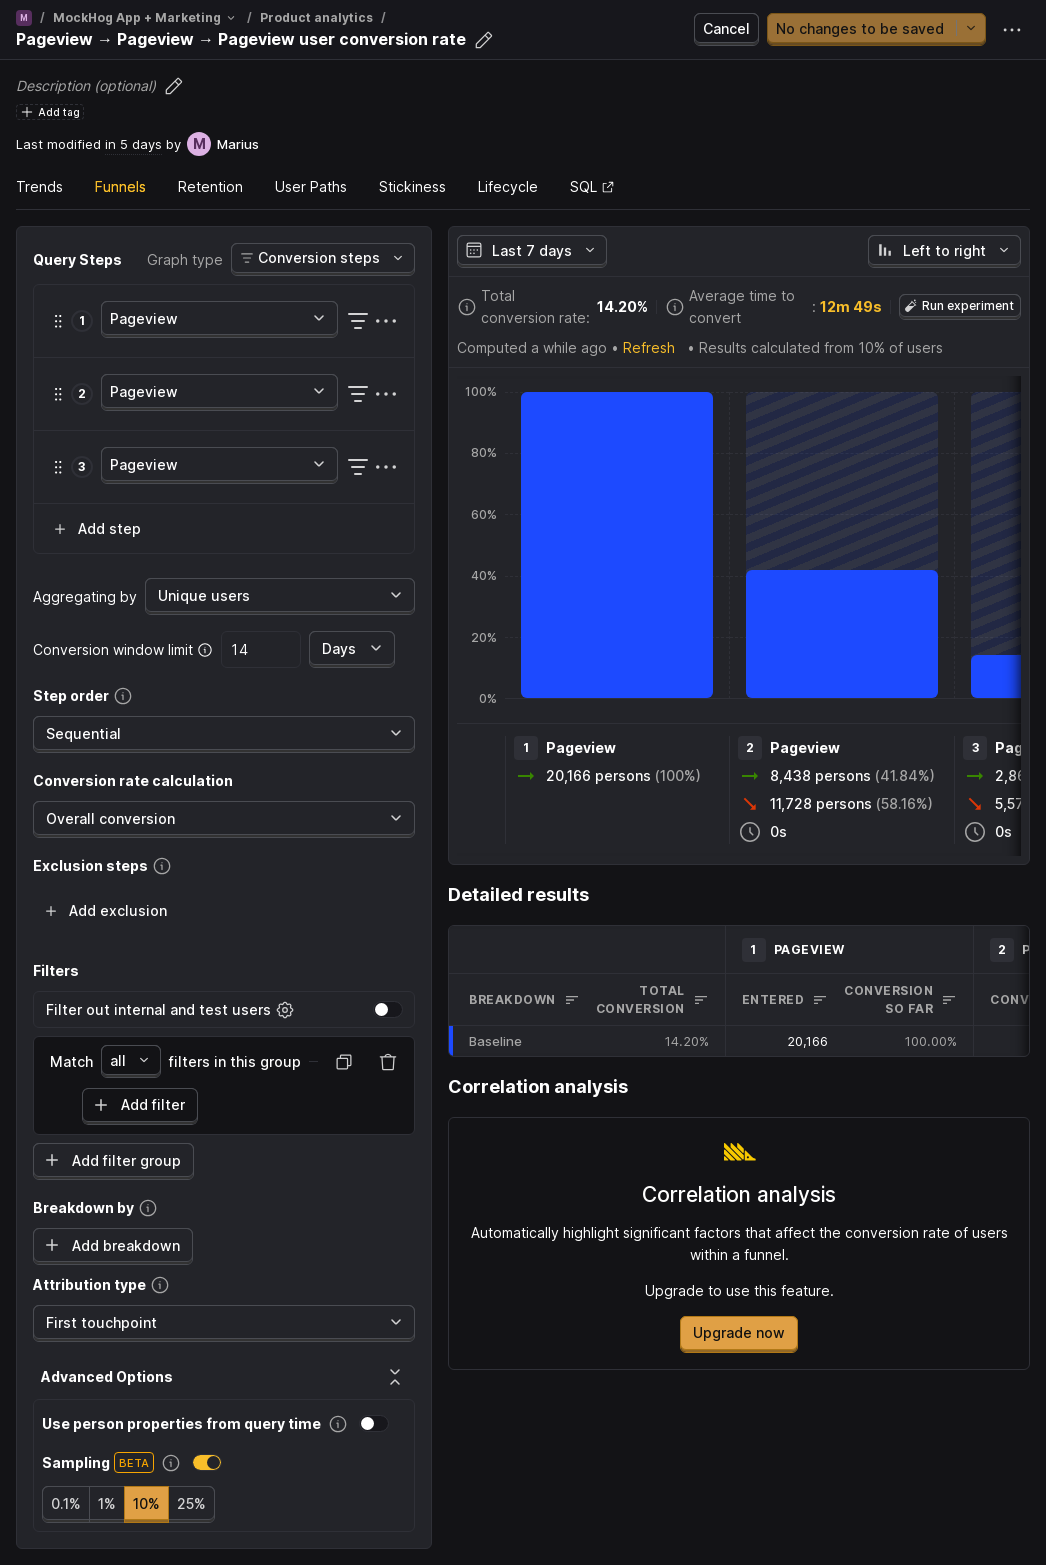 M / MockHog App + Marketing / Product analytics /
Pageview → Pageview → Pageview user conversion rate
Cancel
No changes to be saved
Description (optional)
Add tag
Last modified in 5 days by M Marius
Trends Funnels Retention User Paths Stickiness Lifecycle SQL
Query Steps
Graph type
Conversion steps
1 Pageview
2 Pageview
3 Pageview
Add step
Aggregating by Unique users
Conversion window limit 14 Days
Step order
Sequential
Conversion rate calculation
Overall conversion
Exclusion steps
Add exclusion
Filters
Filter out internal and test users
Match all filters in this group
Add filter
Add filter group
Breakdown by
Add breakdown
Attribution type
First touchpoint
Advanced Options
Use person properties from query time
Sampling BETA
0.1% 1% 10% 25%
Last 7 days
Left to right
Total conversion rate: 14.20%
Average time to convert : 12m 49s
Run experiment
Computed a while ago • Refresh • Results calculated from 10% of users
100%
80%
60%
40%
20%
0%
1 Pageview
20,166 persons (100%)
2 Pageview
8,438 persons (41.84%)
11,728 persons (58.16%)
0s
3 Pag
2,86
5,57
0s
Detailed results
1 PAGEVIEW
2 P
BREAKDOWN
TOTAL CONVERSION
ENTERED
CONVERSION SO FAR
CONV
Baseline 14.20% 20,166 100.00%
Correlation analysis
Correlation analysis
Automatically highlight significant factors that affect the conversion rate of users
within a funnel.
Upgrade to use this feature.
Upgrade now